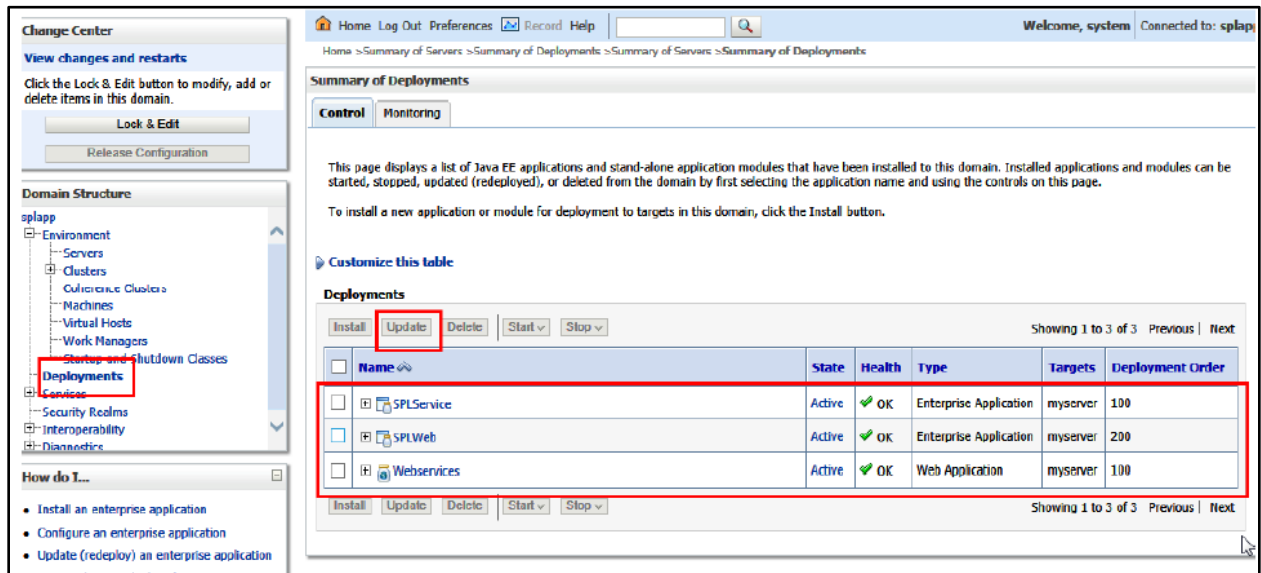 Change Center
View changes and restarts
Click the Lock & Edit button to modify, add or
delete items in this domain.
Lock & Edit
Release Configuration
Domain Structure
splapp
Environment
Servers
Clusters
Coherence Clusters
Machines
Virtual Hosts
Work Managers
Startup and Shutdown Classes
Deployments
Services
Security Realms
Interoperability
Diagnostics
How do I...
Install an enterprise application
Configure an enterprise application
Update (redeploy) an enterprise application
Home Log Out Preferences Record Help
Welcome, system Connected to: splapp
Home >Summary of Servers >Summary of Deployments >Summary of Servers >Summary of Deployments
Summary of Deployments
Control Monitoring
This page displays a list of Java EE applications and stand-alone application modules that have been installed to this domain. Installed applications and modules can be
started, stopped, updated (redeployed), or deleted from the domain by first selecting the application name and using the controls on this page.
To install a new application or module for deployment to targets in this domain, click the Install button.
Customize this table
Deployments
Install Update Delete Start Stop Showing 1 to 3 of 3 Previous | Next
Name State Health Type Targets Deployment Order
SPLService Active OK Enterprise Application myserver 100
SPLWeb Active OK Enterprise Application myserver 200
Webservices Active OK Web Application myserver 100
Install Update Delete Start Stop Showing 1 to 3 of 3 Previous | Next